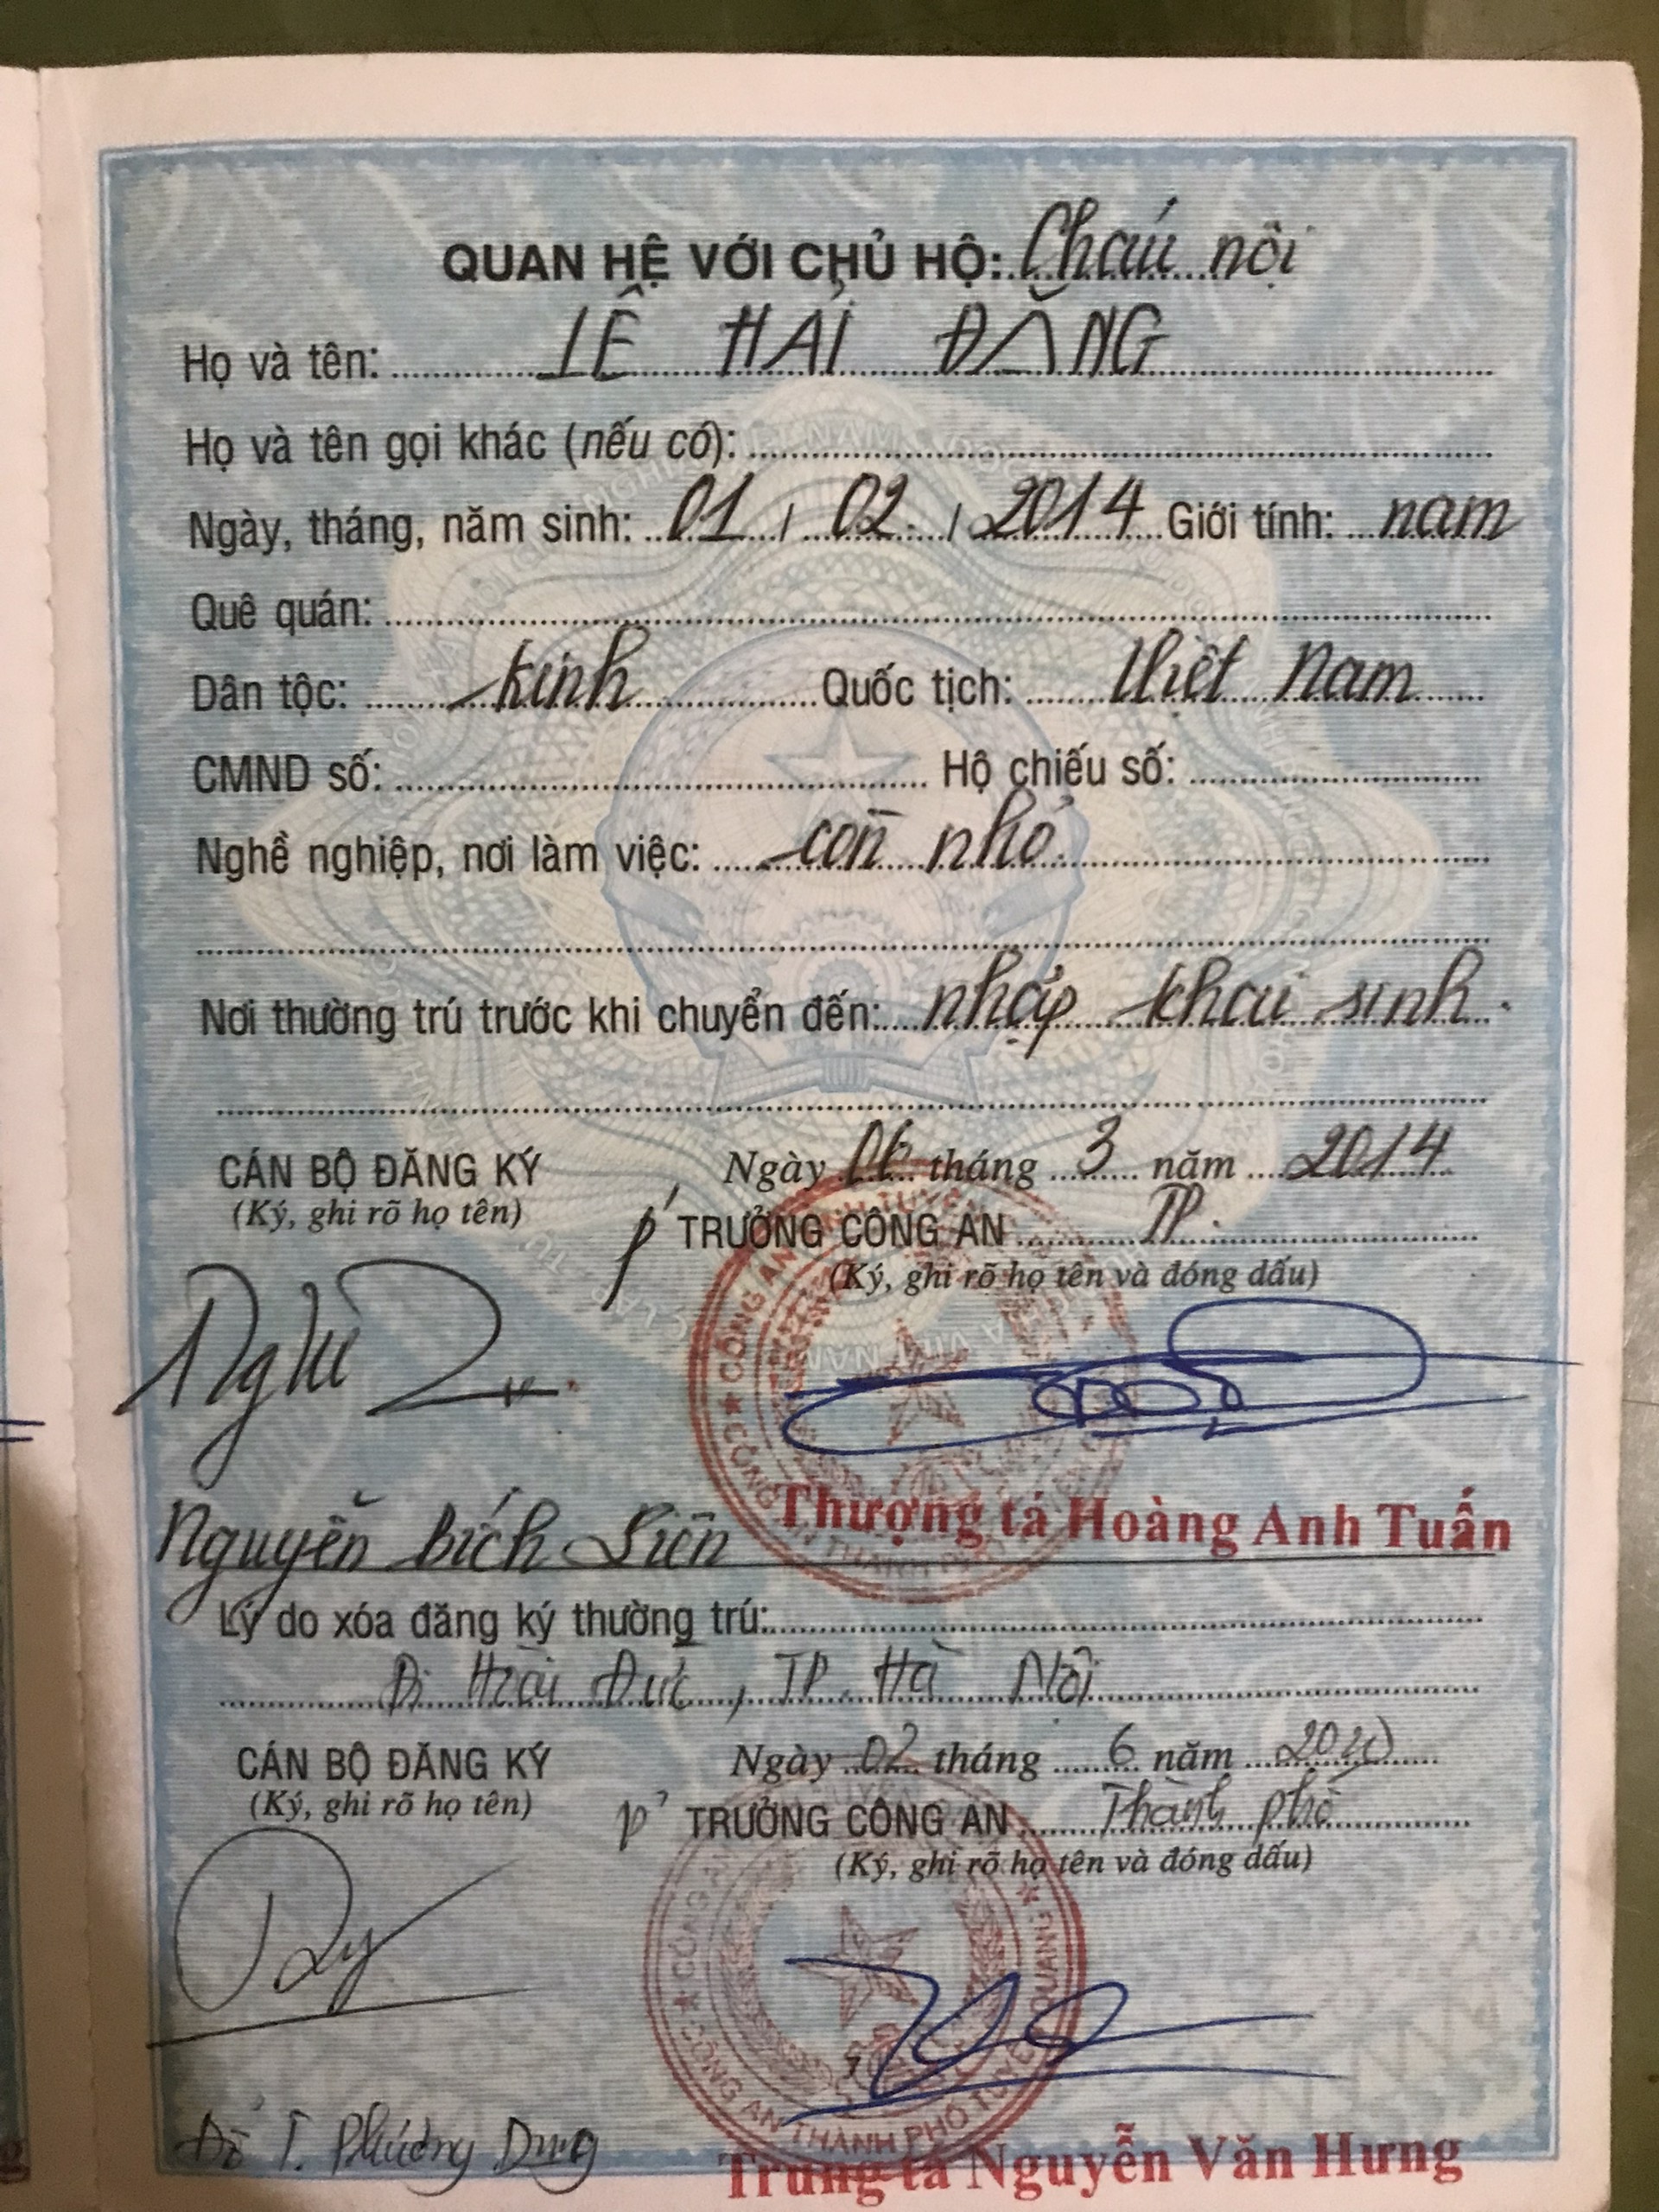 QUAN HỆ VỚI CHỦ HỘ: Cháu nội
Họ và tên: LÊ HẢI ĐĂNG
Họ và tên gọi khác (nếu có):
Ngày, tháng, năm sinh: 01 / 02 / 2014 Giới tính: nam
Quê quán:
Dân tộc: Kinh Quốc tịch: Việt Nam
CMND số: Hộ chiếu số:
Nghề nghiệp, nơi làm việc: còn nhỏ
Nơi thường trú trước khi chuyển đến: nhập khai sinh.
CÁN BỘ ĐĂNG KÝ Ngày 06 tháng 3 năm 2014
(Ký, ghi rõ họ tên) P' TRƯỞNG CÔNG AN TP.
(Ký, ghi rõ họ tên và đóng dấu)
Thượng tá Hoàng Anh Tuấn
Nguyễn Bích Liên
Lý do xóa đăng ký thường trú:
Đi Hoài Đức, TP. Hà Nội
CÁN BỘ ĐĂNG KÝ Ngày 02 tháng 6 năm 2020
(Ký, ghi rõ họ tên) P' TRƯỞNG CÔNG AN Thành phố
(Ký, ghi rõ họ tên và đóng dấu)
CÔNG AN THÀNH PHỐ
Đỗ T. Phương Dung
Trung tá Nguyễn Văn Hưng